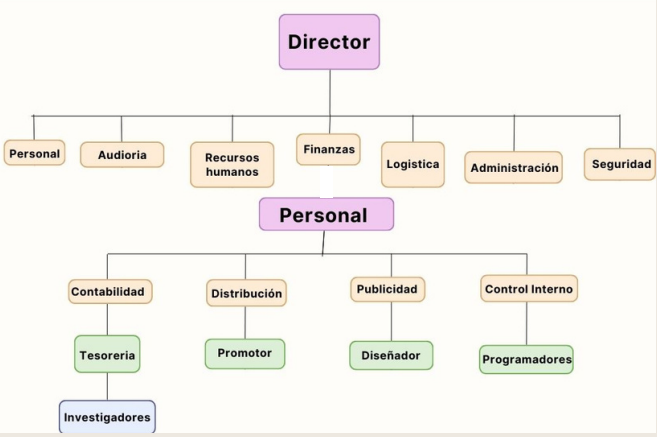 Director
Personal
Audioria
Recursos
humanos
Finanzas
Logistica
Administración
Seguridad
Personal
Contabilidad
Distribución
Publicidad
Control Interno
Tesoreria
Promotor
Diseñador
Programadores
Investigadores